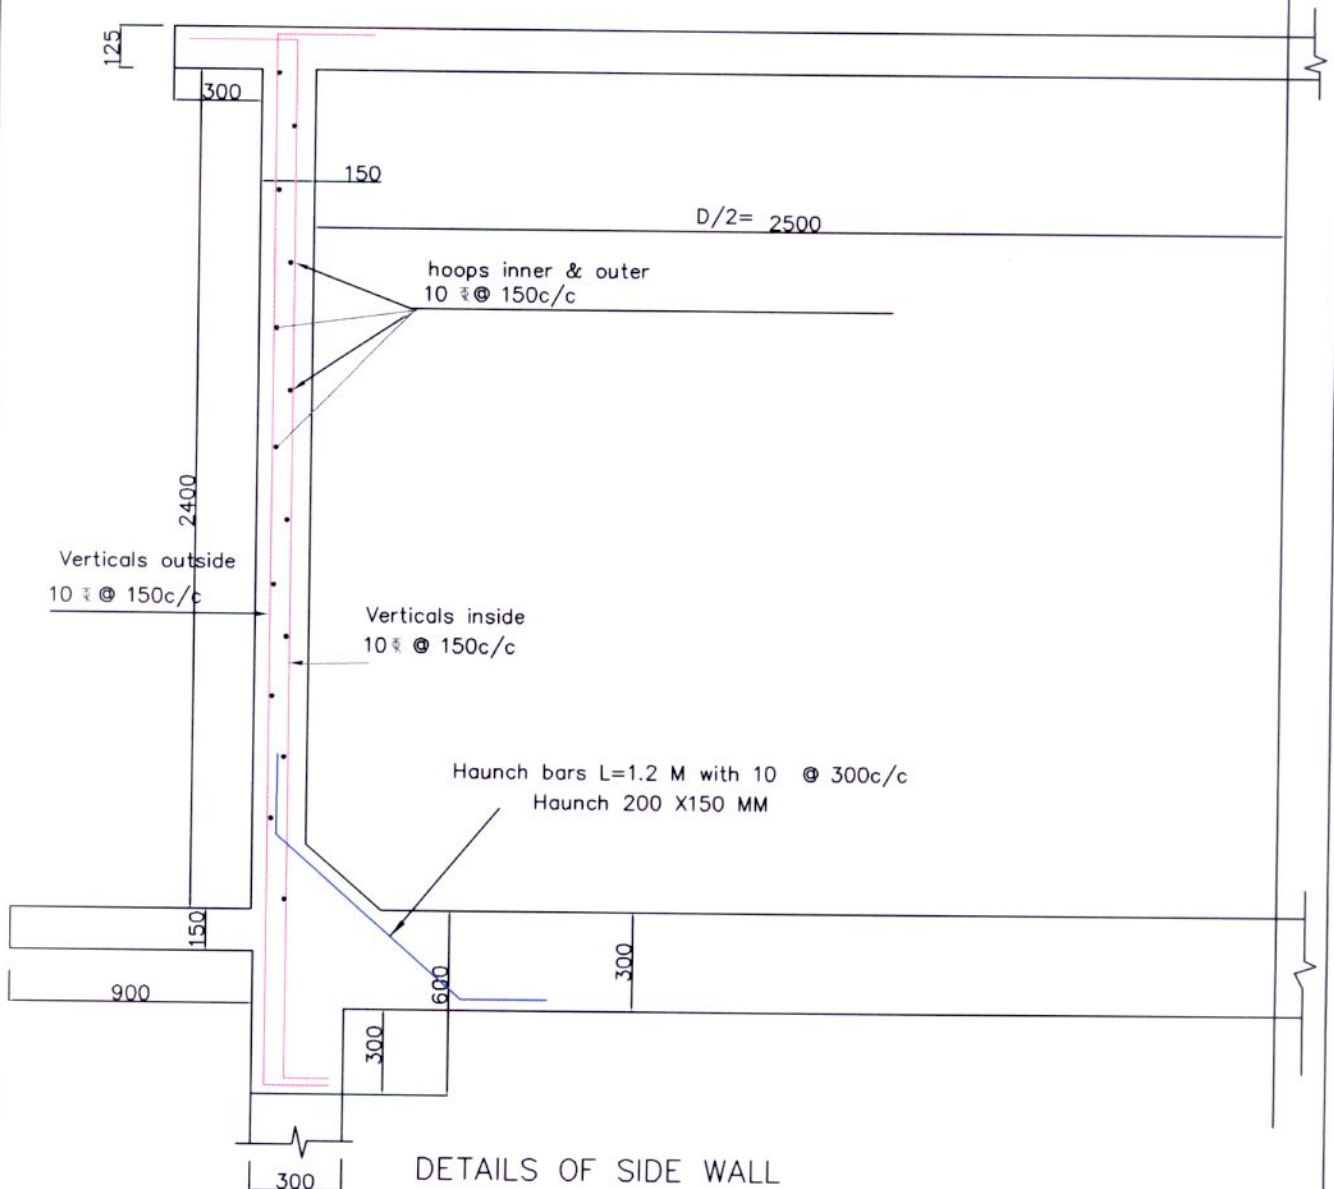 125
300
150
D/2= 2500
hoops inner & outer
10 @ 150c/c
2400
Verticals outside
10 @ 150c/c
Verticals inside
10 @ 150c/c
Haunch bars L=1.2 M with 10 @ 300c/c
Haunch 200 X150 MM
150
900
600
300
300
300
DETAILS OF SIDE WALL